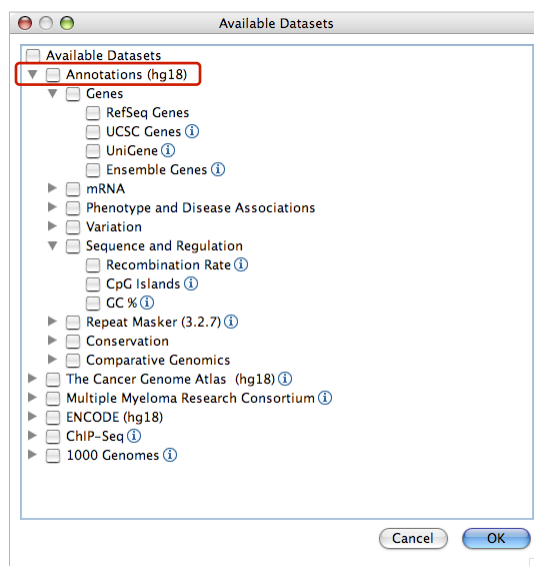 Available Datasets
Available Datasets
Annotations (hg18)
Genes
RefSeq Genes
UCSC Genes
UniGene
Ensemble Genes
mRNA
Phenotype and Disease Associations
Variation
Sequence and Regulation
Recombination Rate
CpG Islands
GC %
Repeat Masker (3.2.7)
Conservation
Comparative Genomics
The Cancer Genome Atlas (hg18)
Multiple Myeloma Research Consortium
ENCODE (hg18)
ChIP-Seq
1000 Genomes
Cancel OK